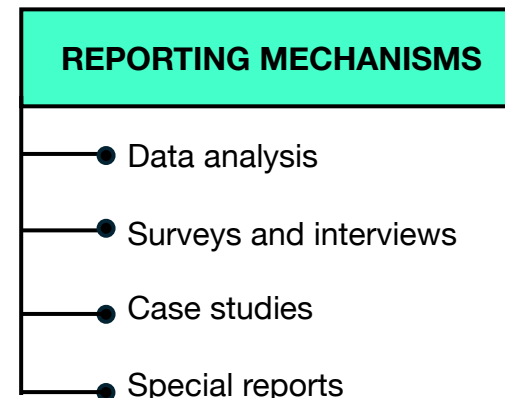 REPORTING MECHANISMS
Data analysis
Surveys and interviews
Case studies
Special reports